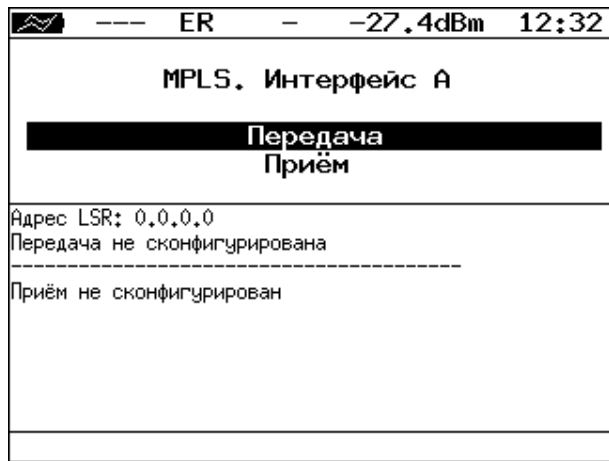 --- ER - -27.4dBm 12:32
MPLS. Интерфейс A
Передача
Приём
Адрес LSR: 0.0.0.0
Передача не сконфигурирована
----------------------------------------
Приём не сконфигурирован